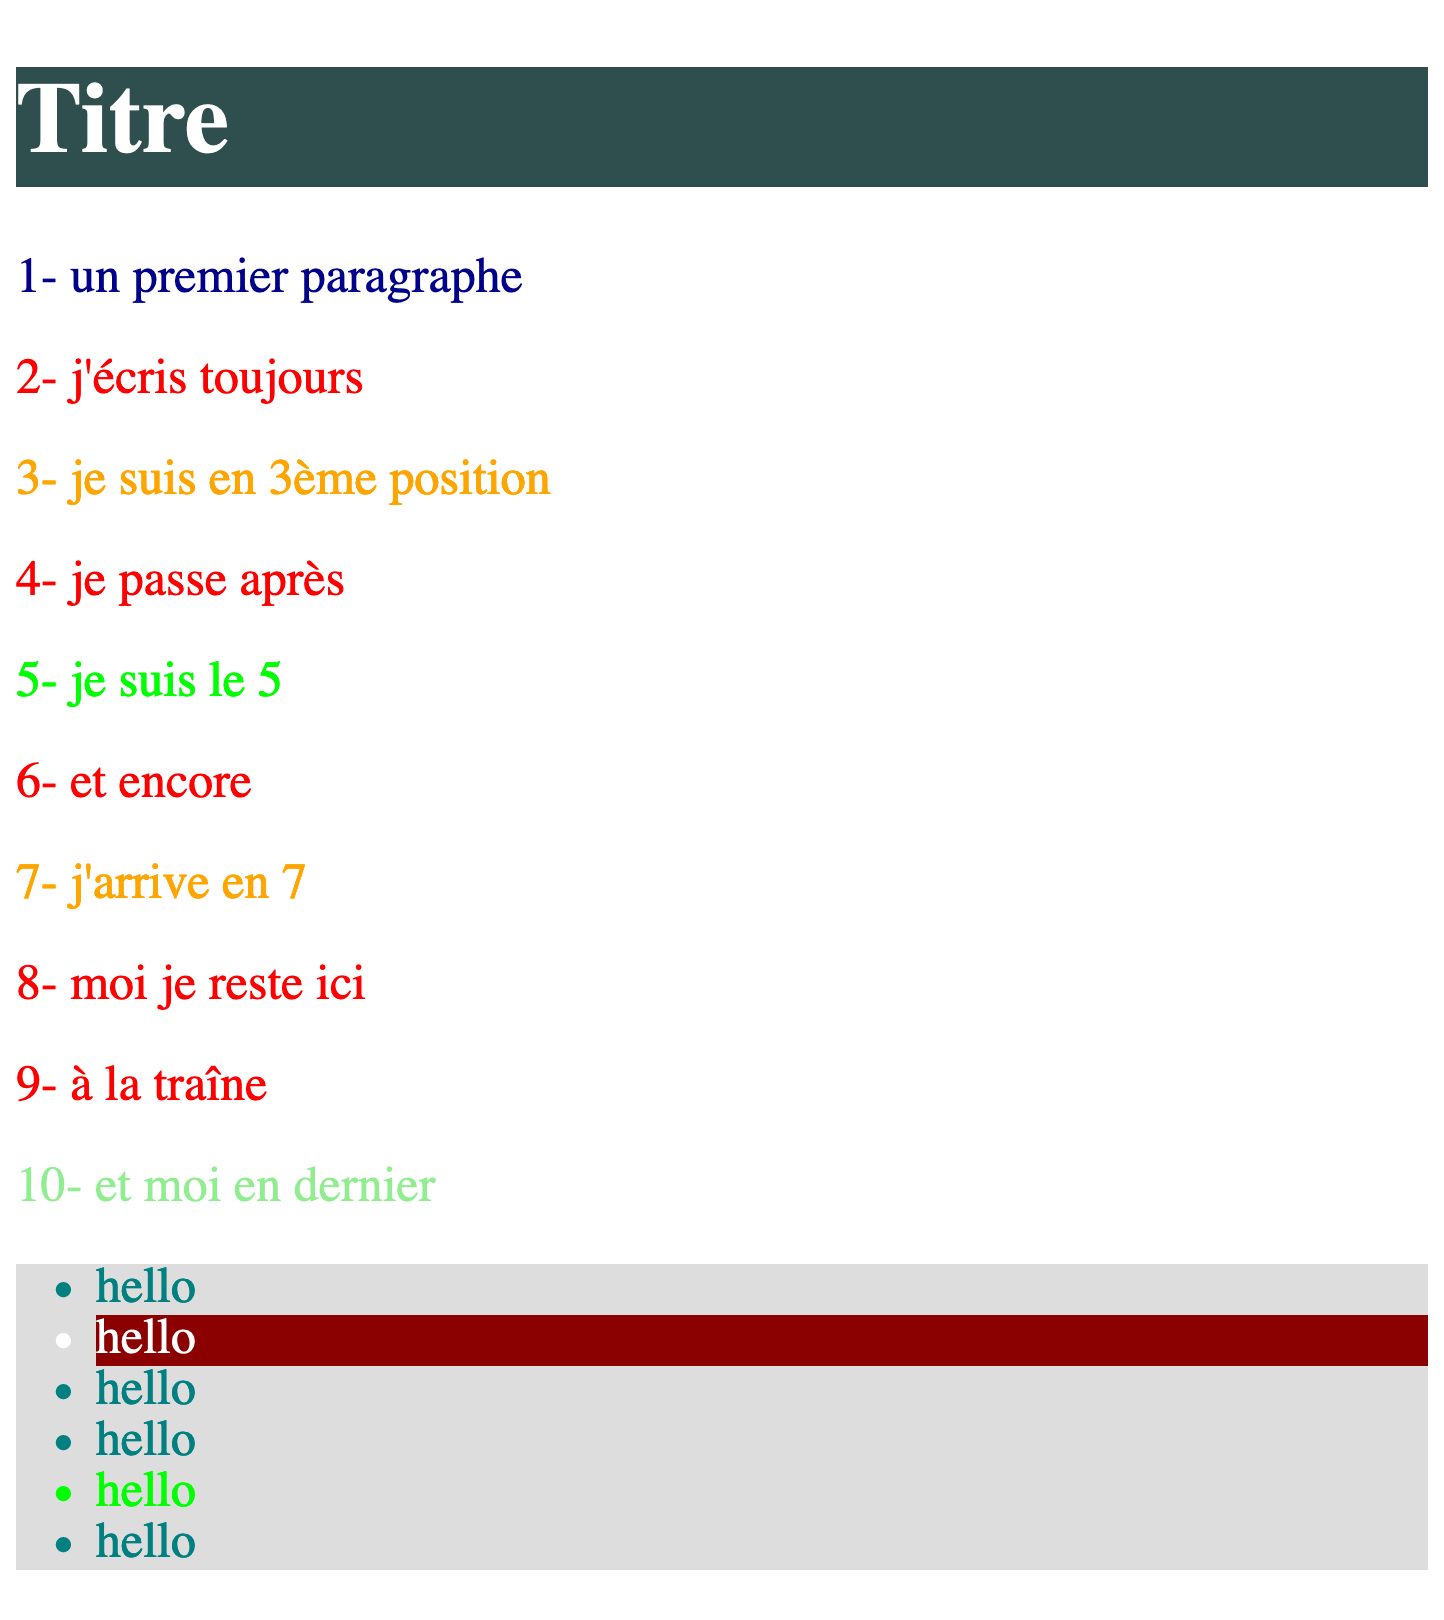 Titre
1- un premier paragraphe
2- j'écris toujours
3- je suis en 3ème position
4- je passe après
5- je suis le 5
6- et encore
7- j'arrive en 7
8- moi je reste ici
9- à la traîne
10- et moi en dernier
• hello
• hello
• hello
• hello
• hello
• hello